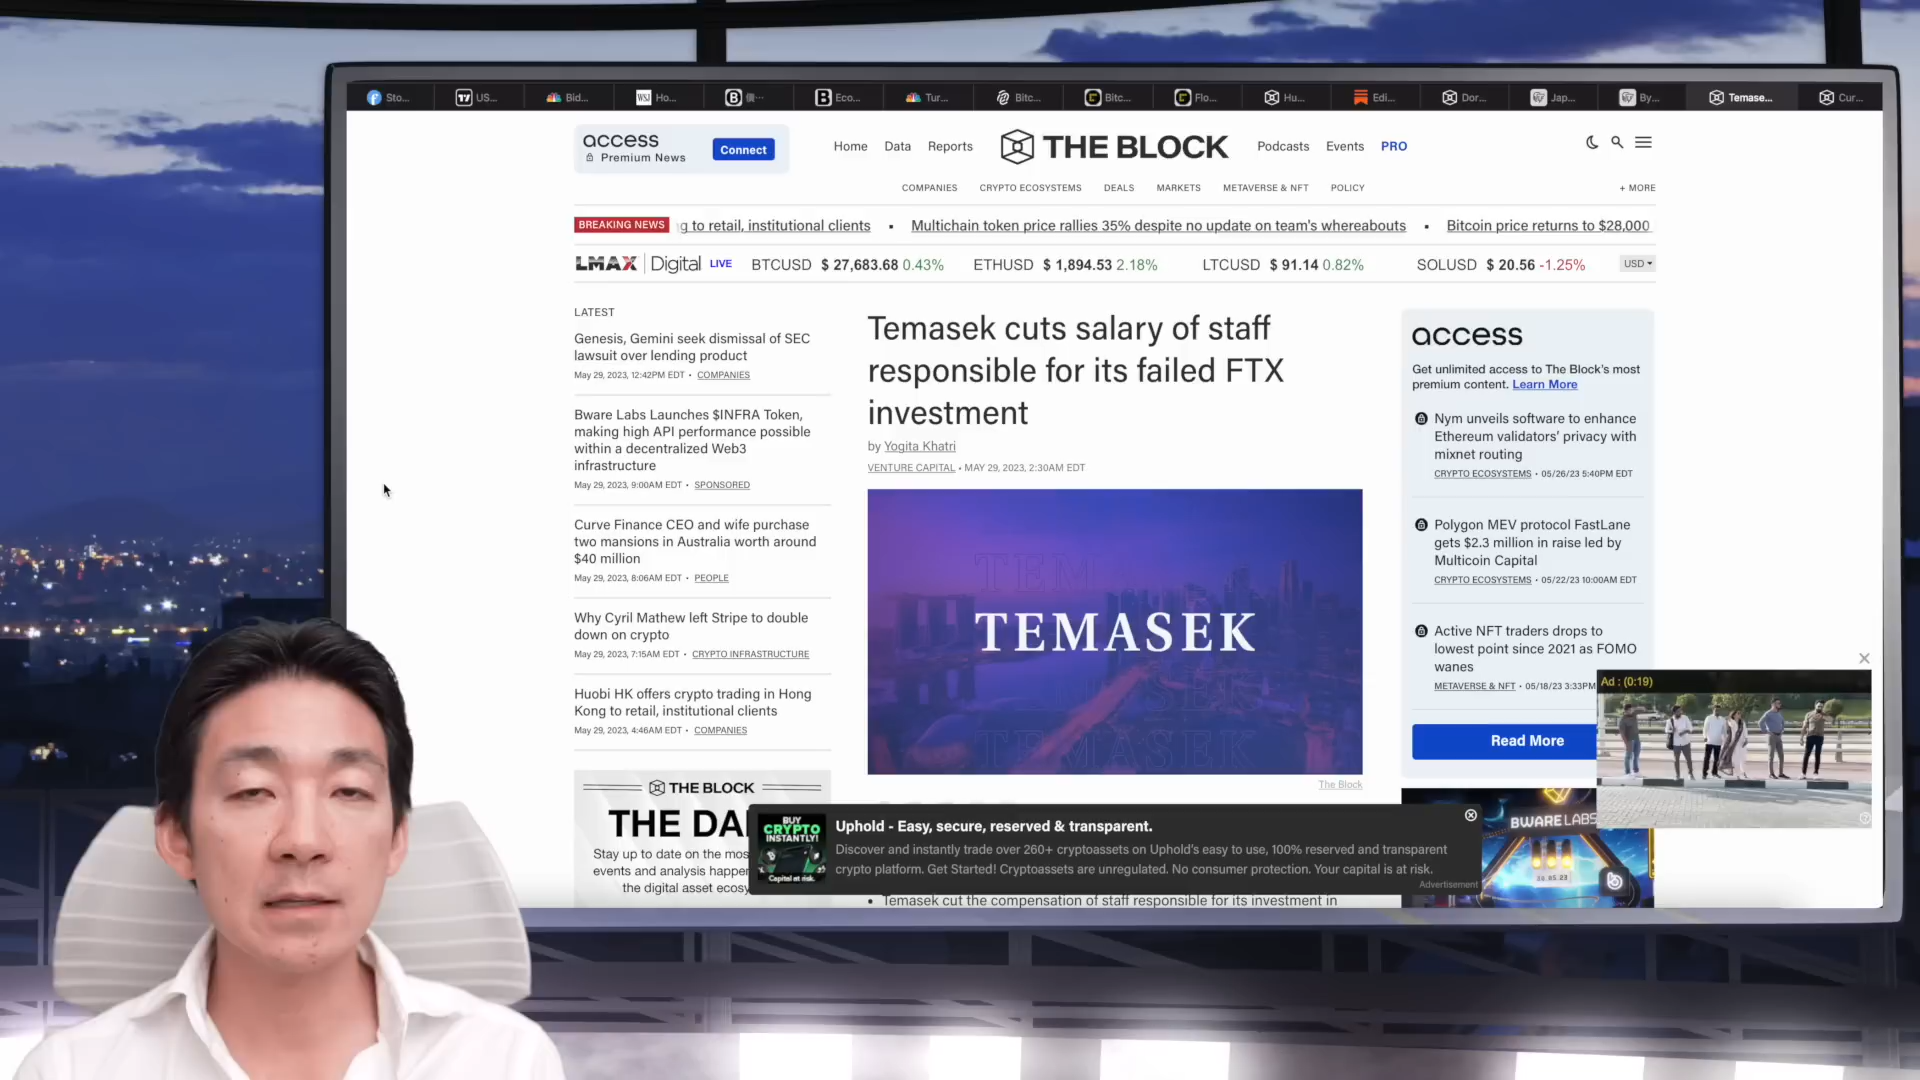 Sto...
US...
Bid...
WSJ Ho...
Eco...
Tur...
Bitc...
Bitc...
Flo...
Hu...
Edi...
Dor...
Jap...
By...
Temase...
Cur...
access
Premium News
Connect
Home Data Reports
THE BLOCK
Podcasts Events PRO
COMPANIES CRYPTO ECOSYSTEMS DEALS MARKETS METAVERSE & NFT POLICY
+ MORE
BREAKING NEWS g to retail, institutional clients ▪ Multichain token price rallies 35% despite no update on team's whereabouts ▪ Bitcoin price returns to $28,000
LMAX Digital LIVE BTCUSD $ 27,683.68 0.43% ETHUSD $ 1,894.53 2.18% LTCUSD $ 91.14 0.82% SOLUSD $ 20.56 -1.25% USD
LATEST
Genesis, Gemini seek dismissal of SEC
lawsuit over lending product
May 29, 2023, 12:42PM EDT • COMPANIES
Bware Labs Launches $INFRA Token,
making high API performance possible
within a decentralized Web3
infrastructure
May 29, 2023, 9:00AM EDT • SPONSORED
Curve Finance CEO and wife purchase
two mansions in Australia worth around
$40 million
May 29, 2023, 8:06AM EDT • PEOPLE
Why Cyril Mathew left Stripe to double
down on crypto
May 29, 2023, 7:15AM EDT • CRYPTO INFRASTRUCTURE
Huobi HK offers crypto trading in Hong
Kong to retail, institutional clients
May 29, 2023, 4:46AM EDT • COMPANIES
THE BLOCK
THE DA
Stay up to date on the mos
events and analysis happe
the digital asset ecosy
Temasek cuts salary of staff
responsible for its failed FTX
investment
by Yogita Khatri
VENTURE CAPITAL • MAY 29, 2023, 2:30AM EDT
TEMASEK
The Block
• Temasek cut the compensation of staff responsible for its investment in
BUY
CRYPTO
INSTANTLY!
Capital at risk.
Uphold - Easy, secure, reserved & transparent.
Discover and instantly trade over 260+ cryptoassets on Uphold's easy to use, 100% reserved and transparent
crypto platform. Get Started! Cryptoassets are unregulated. No consumer protection. Your capital is at risk.
Advertisement
access
Get unlimited access to The Block's most
premium content. Learn More
Nym unveils software to enhance
Ethereum validators' privacy with
mixnet routing
CRYPTO ECOSYSTEMS • 05/26/23 5:40PM EDT
Polygon MEV protocol FastLane
gets $2.3 million in raise led by
Multicoin Capital
CRYPTO ECOSYSTEMS • 05/22/23 10:00AM EDT
Active NFT traders drops to
lowest point since 2021 as FOMO
wanes
METAVERSE & NFT • 05/18/23 3:33PM
Read More
Ad : (0:19)
BWARE LABS